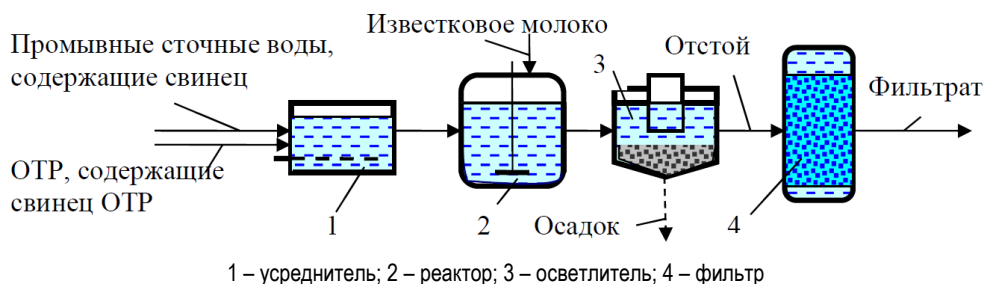 Промывные сточные воды,
содержащие свинец
Известковое молоко
3
Отстой
Фильтрат
ОТР, содержащие
свинец ОТР
1
2
Осадок
4
1 – усреднитель; 2 – реактор; 3 – осветлитель; 4 – фильтр